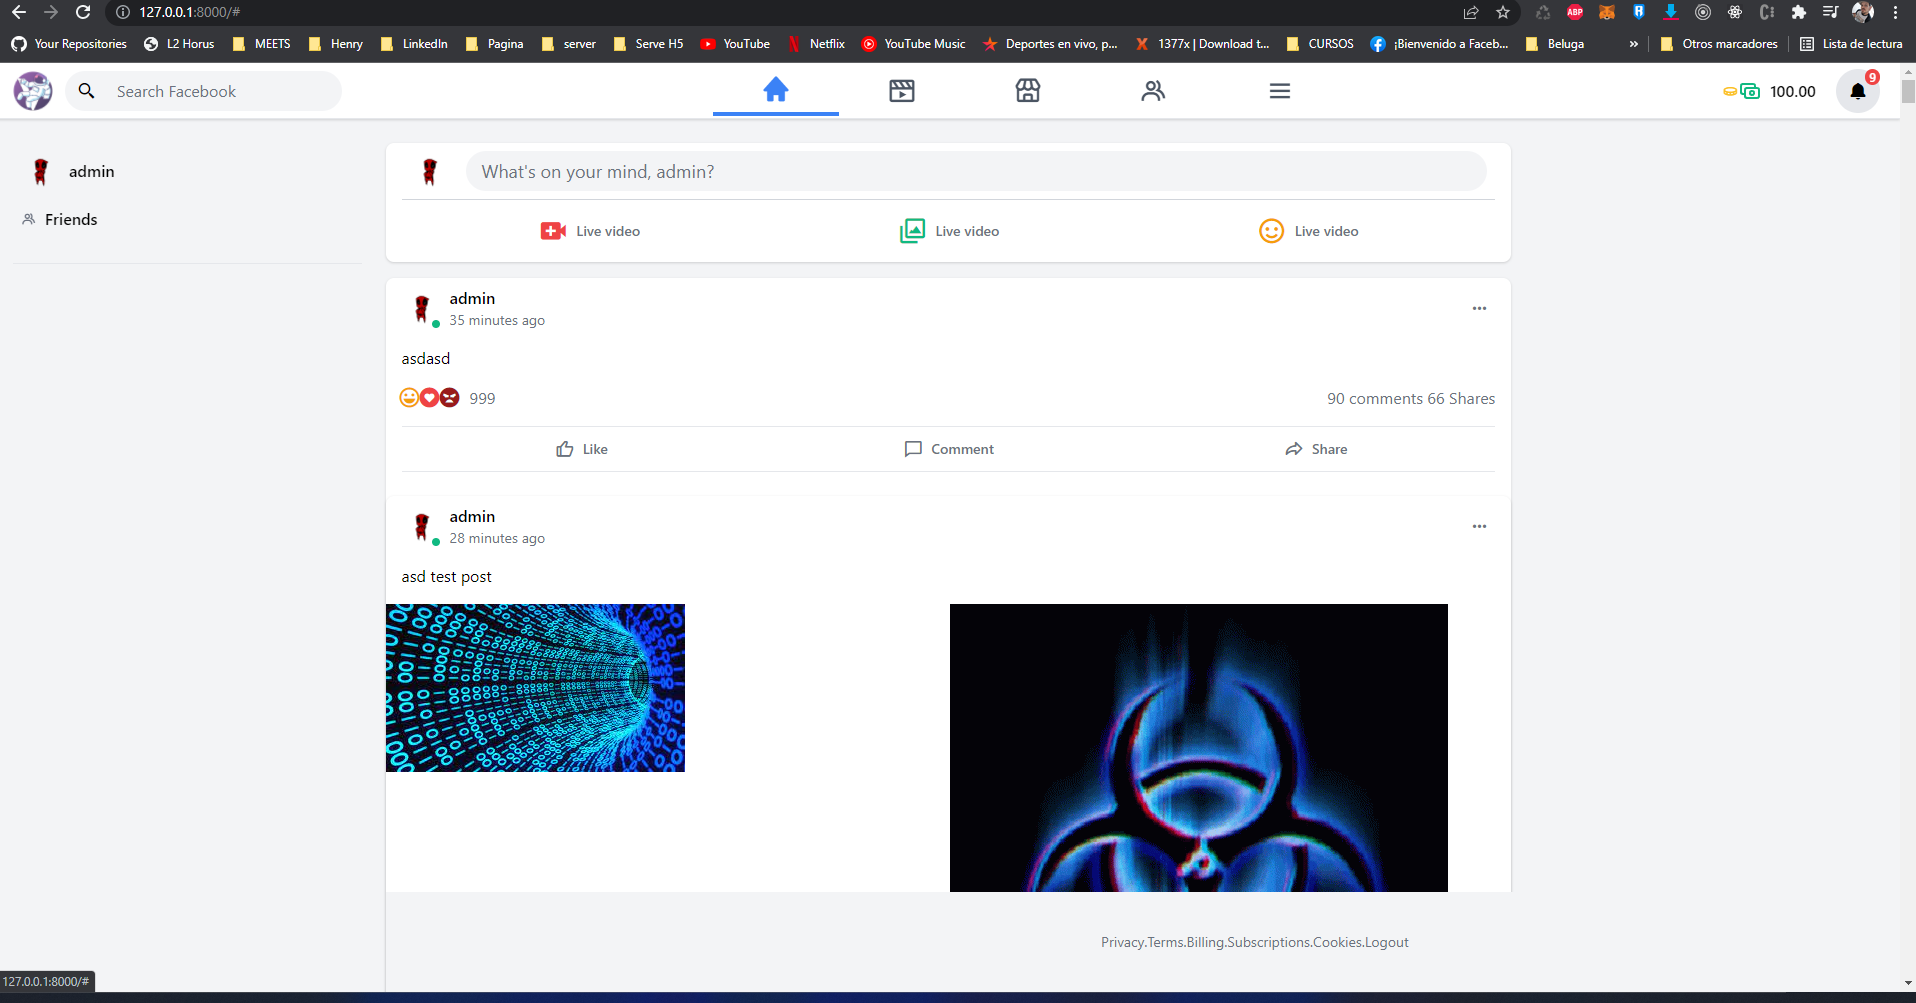 127.0.0.1:8000/#
Your Repositories L2 Horus MEETS Henry LinkedIn Pagina server Serve H5 YouTube Netflix YouTube Music Deportes en vivo, p... 1377x | Download t... CURSOS ¡Bienvenido a Faceb... Beluga » Otros marcadores Lista de lectura
ABP
Search Facebook
100.00
9
admin
Friends
What's on your mind, admin?
Live video Live video Live video
admin
35 minutes ago
asdasd
999 90 comments 66 Shares
Like Comment Share
admin
28 minutes ago
asd test post
Privacy.Terms.Billing.Subscriptions.Cookies.Logout
127.0.0.1:8000/#